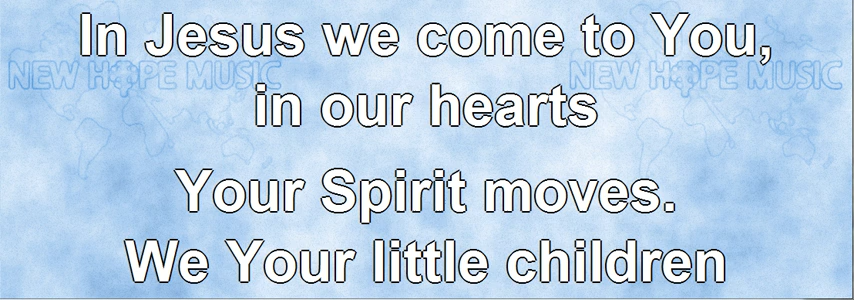 In Jesus we come to You,
NEW HOPE MUSIC NEW HOPE MUSIC
in our hearts
Your Spirit moves.
We Your little children